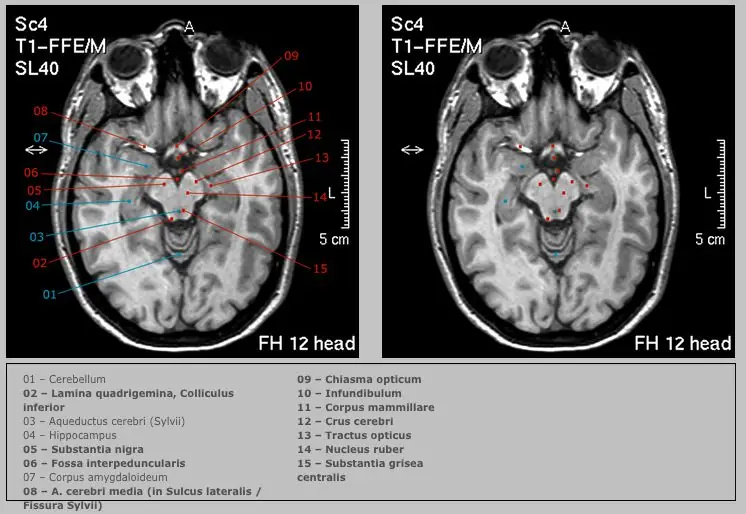 Sc4
T1-FFE/M
SL40
A
09
10
08
11
12
07
13
06
05
14
L
04
03
5 cm
02
15
01
FH 12 head
Sc4
T1-FFE/M
SL40
A
L
5 cm
FH 12 head
01 – Cerebellum
02 – Lamina quadrigemina, Colliculus
inferior
03 – Aqueductus cerebri (Sylvii)
04 – Hippocampus
05 – Substantia nigra
06 – Fossa interpeduncularis
07 – Corpus amygdaloideum
08 – A. cerebri media (in Sulcus lateralis /
Fissura Sylvii)
09 – Chiasma opticum
10 – Infundibulum
11 – Corpus mammillare
12 – Crus cerebri
13 – Tractus opticus
14 – Nucleus ruber
15 – Substantia grisea
centralis